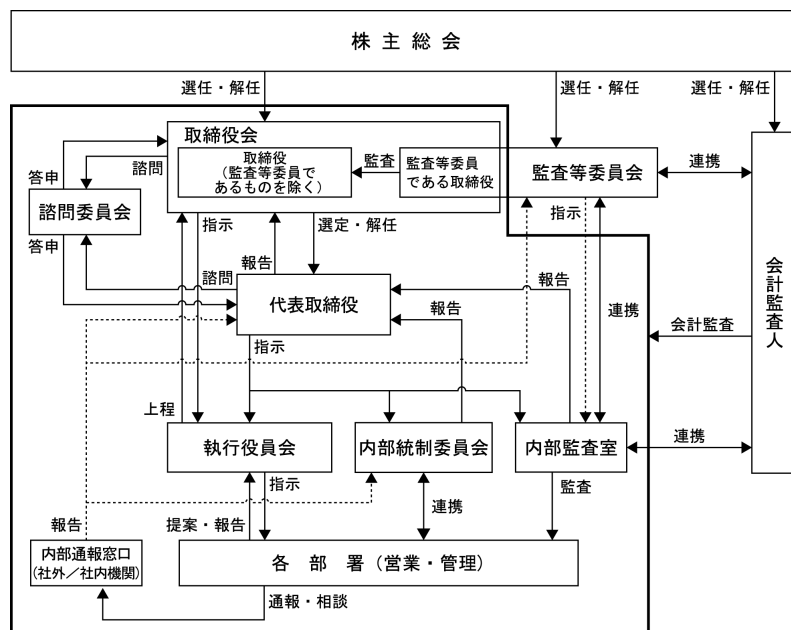 株主総会
選任・解任
選任・解任
選任・解任
取締役会
取締役
(監査等委員で
あるものを除く)
監査
監査等委員
である取締役
監査等委員会
連携
答申
諮問
諮問委員会
答申
諮問
指示
報告
選定・解任
指示
報告
代表取締役
報告
連携
会計監査
会計監査人
指示
上程
執行役員会
内部統制委員会
内部監査室
連携
指示
連携
監査
報告
提案・報告
内部通報窓口
(社外／社内機関)
各部署(営業・管理)
通報・相談